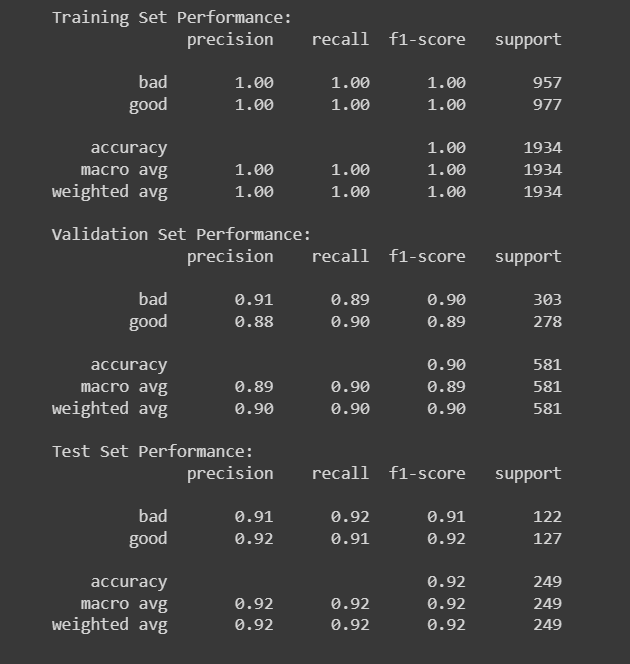 Training Set Performance:
precision recall f1-score support
bad 1.00 1.00 1.00 957
good 1.00 1.00 1.00 977
accuracy 1.00 1934
macro avg 1.00 1.00 1.00 1934
weighted avg 1.00 1.00 1.00 1934
Validation Set Performance:
precision recall f1-score support
bad 0.91 0.89 0.90 303
good 0.88 0.90 0.89 278
accuracy 0.90 581
macro avg 0.89 0.90 0.89 581
weighted avg 0.90 0.90 0.90 581
Test Set Performance:
precision recall f1-score support
bad 0.91 0.92 0.91 122
good 0.92 0.91 0.92 127
accuracy 0.92 249
macro avg 0.92 0.92 0.92 249
weighted avg 0.92 0.92 0.92 249